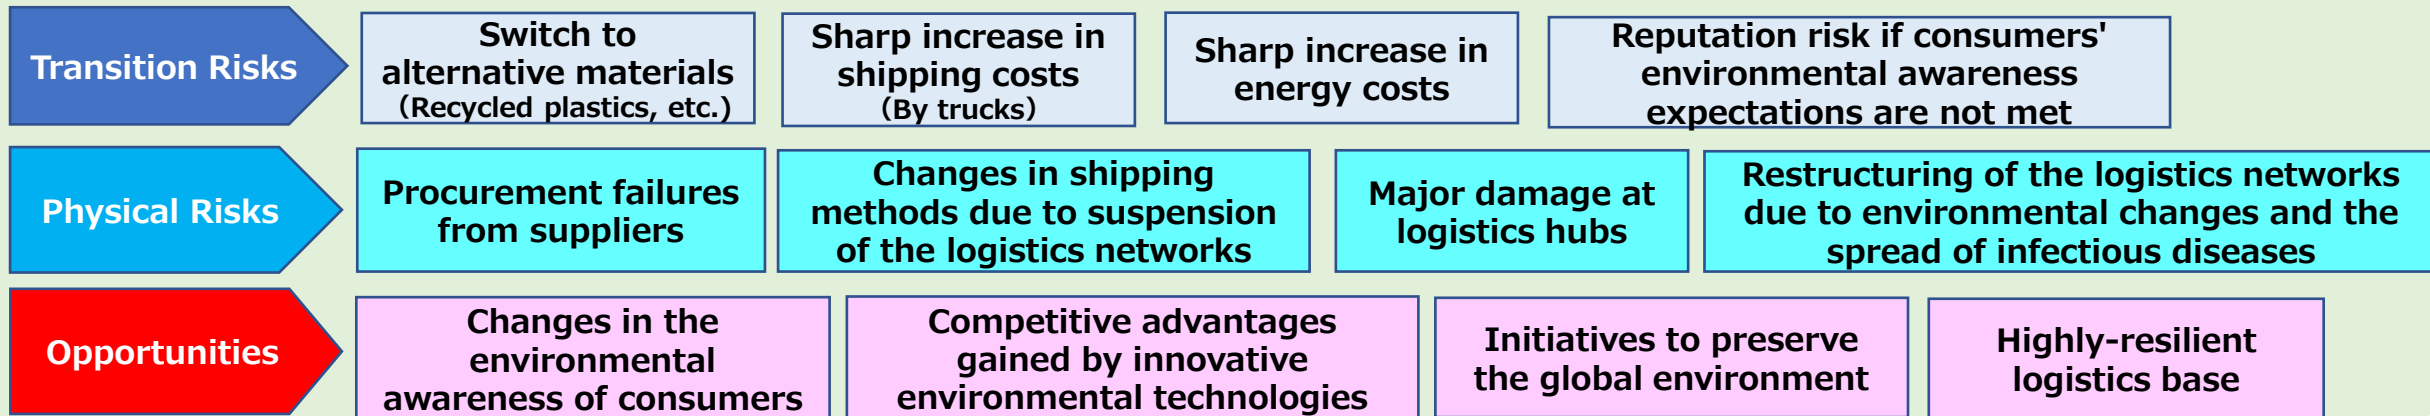 Transition Risks
Switch to
alternative materials
(Recycled plastics, etc.)
Sharp increase in
shipping costs
(By trucks)
Sharp increase in
energy costs
Reputation risk if consumers'
environmental awareness
expectations are not met
Physical Risks
Procurement failures
from suppliers
Changes in shipping
methods due to suspension
of the logistics networks
Major damage at
logistics hubs
Restructuring of the logistics networks
due to environmental changes and the
spread of infectious diseases
Opportunities
Changes in the
environmental
awareness of consumers
Competitive advantages
gained by innovative
environmental technologies
Initiatives to preserve
the global environment
Highly-resilient
logistics base